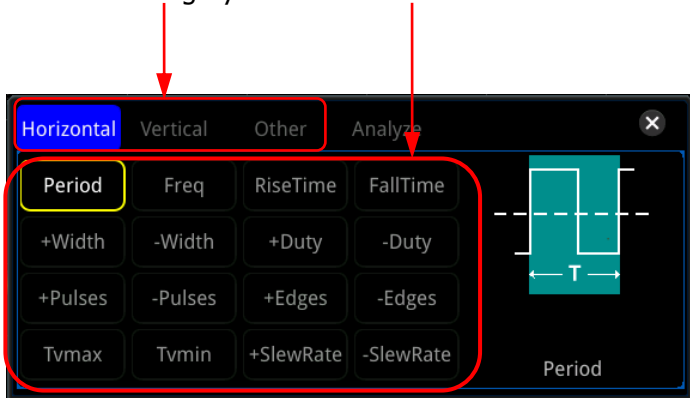 Horizontal Vertical Other Analyze
Period Freq RiseTime FallTime
+Width -Width +Duty -Duty
+Pulses -Pulses +Edges -Edges
Tvmax Tvmin +SlewRate -SlewRate
T
Period